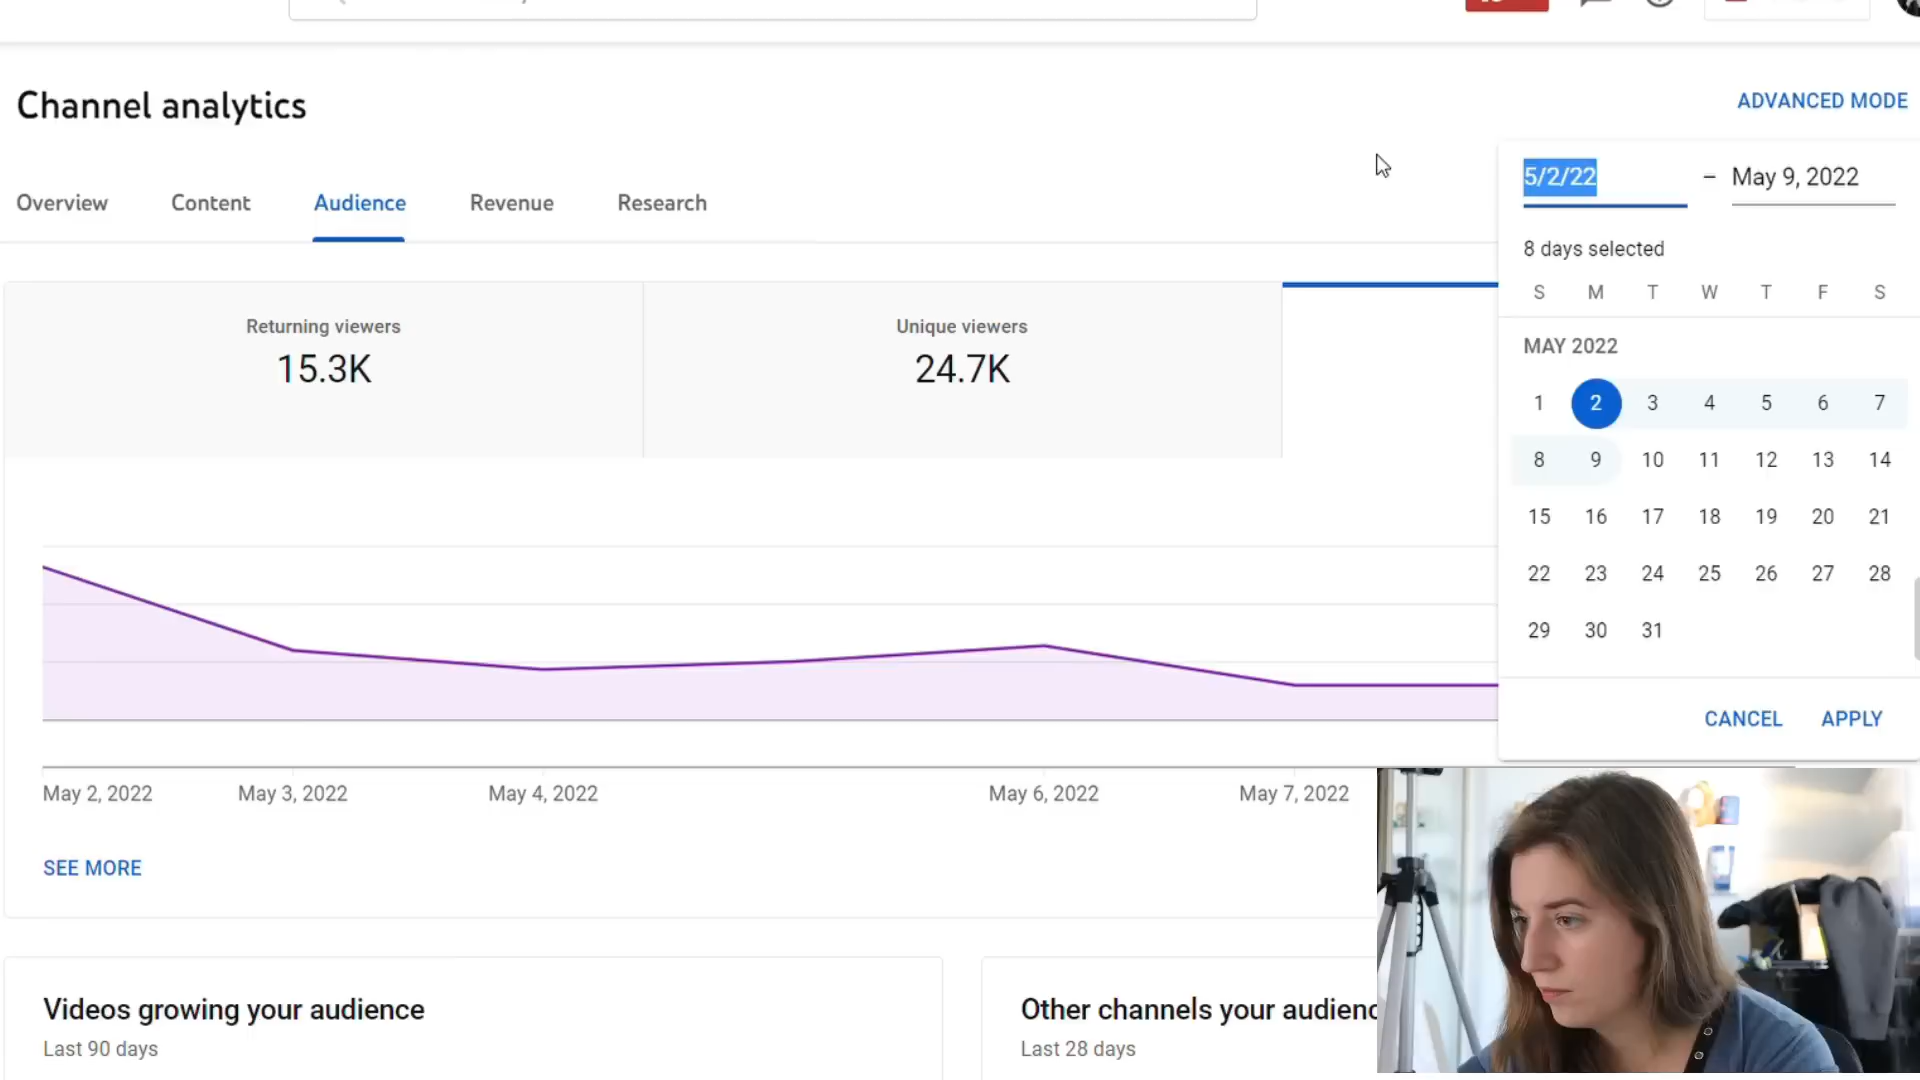 Channel analytics
ADVANCED MODE
Overview
Content
Audience
Revenue
Research
5/2/22 – May 9, 2022
8 days selected
S M T W T F S
MAY 2022
1 2 3 4 5 6 7
8 9 10 11 12 13 14
15 16 17 18 19 20 21
22 23 24 25 26 27 28
29 30 31
CANCEL APPLY
Returning viewers
15.3K
Unique viewers
24.7K
May 2, 2022
May 3, 2022
May 4, 2022
May 6, 2022
May 7, 2022
SEE MORE
Videos growing your audience
Last 90 days
Other channels your audienc
Last 28 days